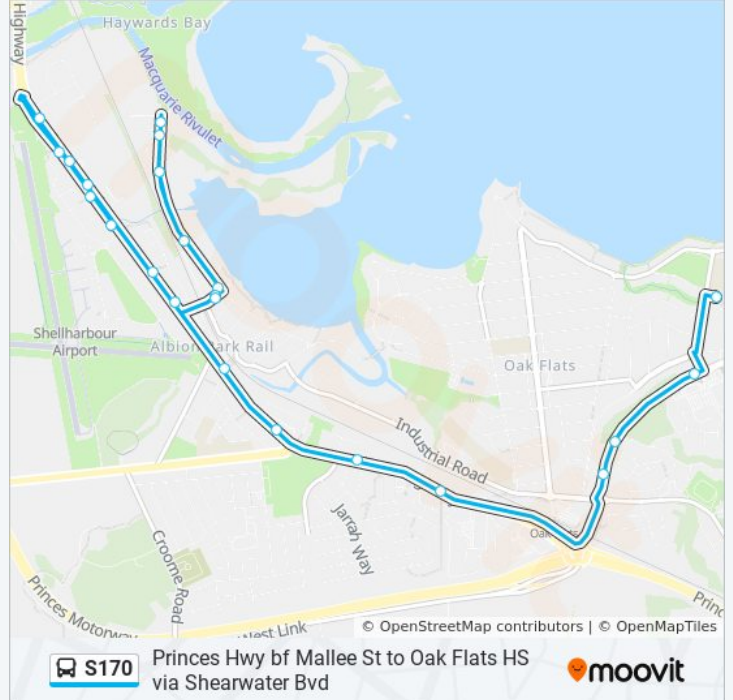 Highway
Haywards Bay
Macquarie Rivulet
Shellharbour
Airport
Albion Park Rail
Oak Flats
Industrial Road
Jarrah Way
Croome Road
Oak Flats
Princes Motorway
West Link
Princ
© OpenStreetMap contributors | © OpenMapTiles
S170
Princes Hwy bf Mallee St to Oak Flats HS
via Shearwater Bvd
moovit